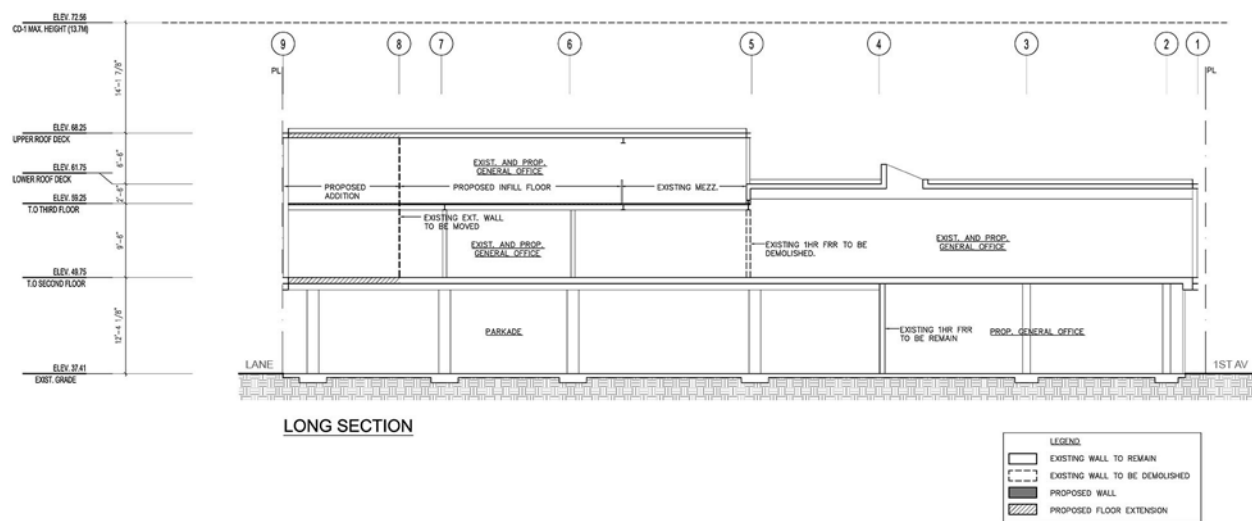 ELEV. 72.56
CD-1 MAX. HEIGHT (13.7M)
9
8
7
6
5
4
3
2
1
PL
PL
14'-1 7/8"
ELEV. 68.25
UPPER ROOF DECK
6'-6"
ELEV. 61.75
LOWER ROOF DECK
2'-6"
ELEV. 59.25
T.O THIRD FLOOR
9'-6"
ELEV. 49.75
T.O SECOND FLOOR
12'-4 1/8"
ELEV. 37.41
EXIST. GRADE
EXIST. AND PROP.
GENERAL OFFICE
PROPOSED
ADDITION
PROPOSED INFILL FLOOR
EXISTING MEZZ.
EXISTING EXT. WALL
TO BE MOVED
EXIST. AND PROP.
GENERAL OFFICE
EXISTING 1HR FRR TO BE
DEMOLISHED.
EXIST. AND PROP.
GENERAL OFFICE
PARKADE
EXISTING 1HR FRR
TO BE REMAIN
PROP. GENERAL OFFICE
LANE
1ST AV
LONG SECTION
LEGEND
EXISTING WALL TO REMAIN
EXISTING WALL TO BE DEMOLISHED
PROPOSED WALL
PROPOSED FLOOR EXTENSION